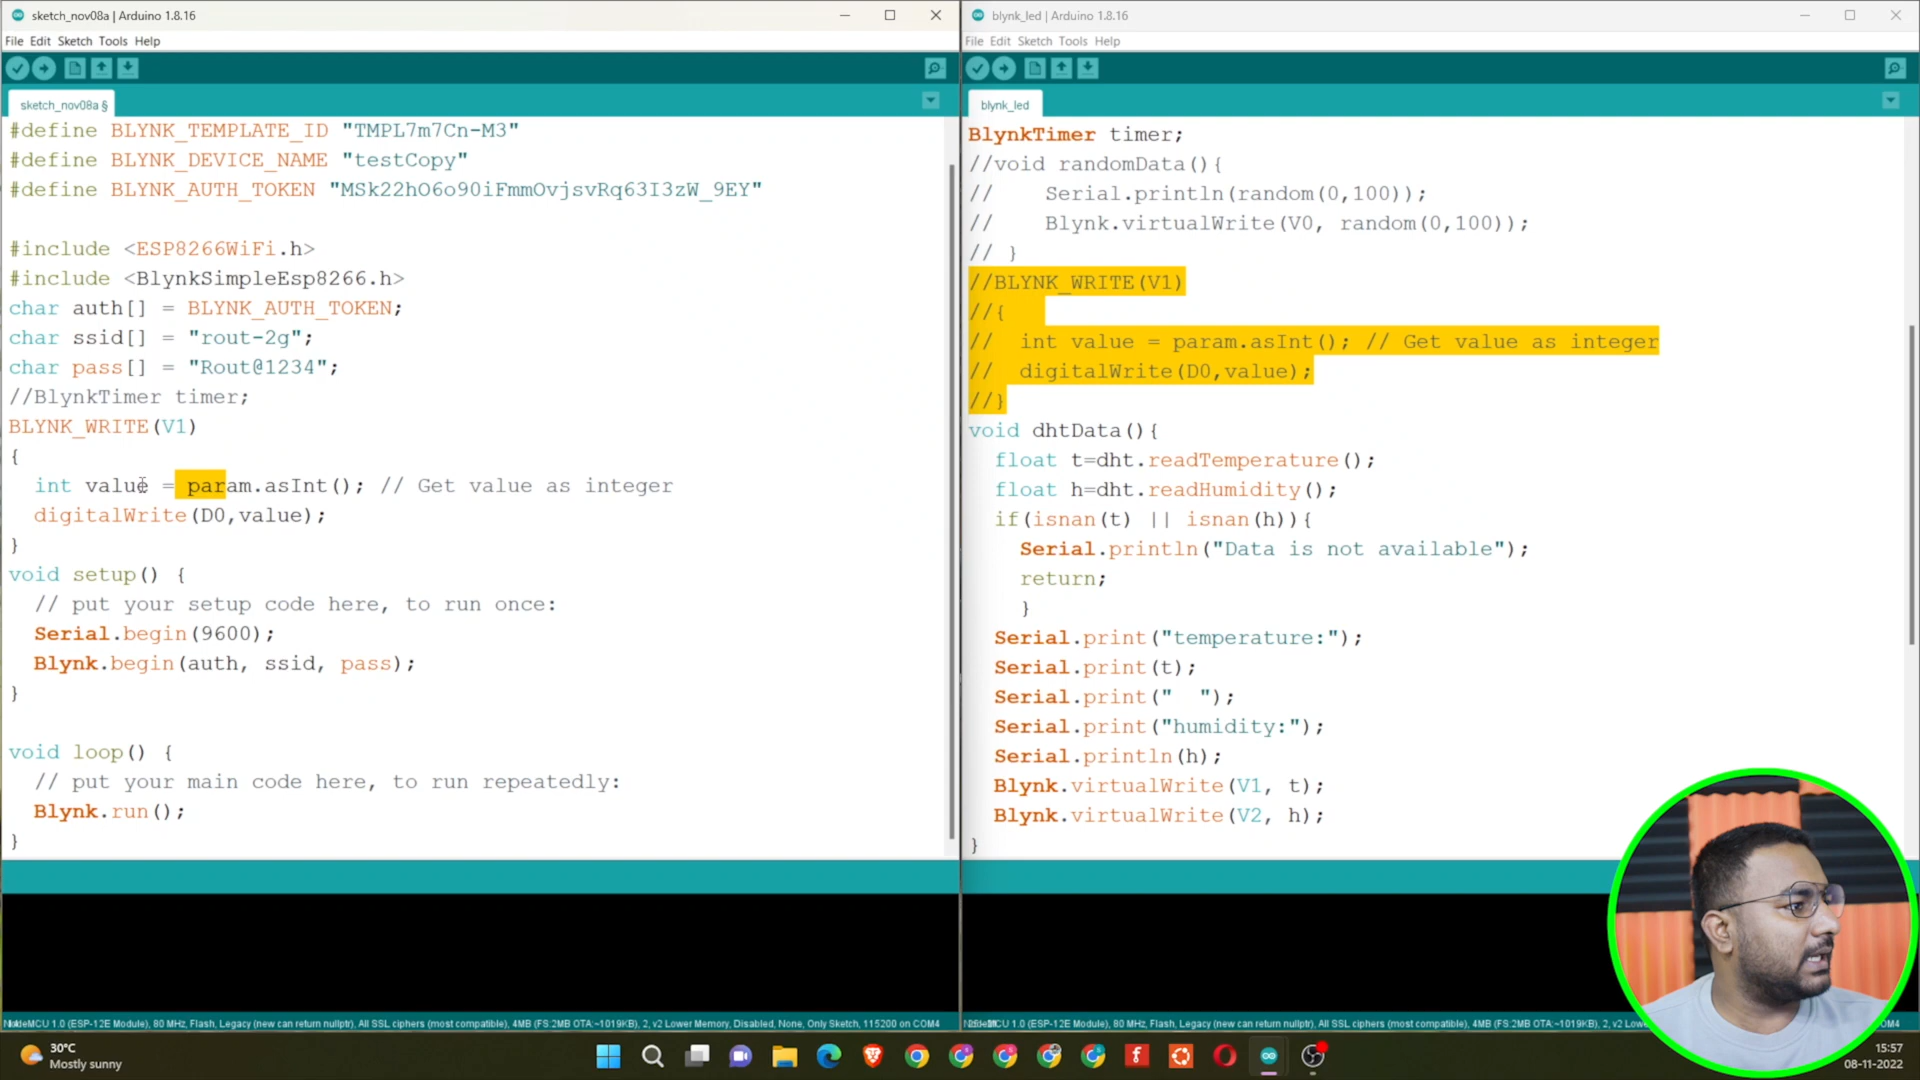 sketch_nov08a | Arduino 1.8.16
File Edit Sketch Tools Help
sketch_nov08a §
#define BLYNK_TEMPLATE_ID "TMPL7m7Cn-M3"
#define BLYNK_DEVICE_NAME "testCopy"
#define BLYNK_AUTH_TOKEN "MSk22hO6o90iFmmOvjsvRq63I3zW_9EY"
#include <ESP8266WiFi.h>
#include <BlynkSimpleEsp8266.h>
char auth[] = BLYNK_AUTH_TOKEN;
char ssid[] = "rout-2g";
char pass[] = "Rout@1234";
//BlynkTimer timer;
BLYNK_WRITE(V1)
{
int value = param.asInt(); // Get value as integer
digitalWrite(D0,value);
}
void setup() {
// put your setup code here, to run once:
Serial.begin(9600);
Blynk.begin(auth, ssid, pass);
}
void loop() {
// put your main code here, to run repeatedly:
Blynk.run();
}
MCU 1.0 (ESP-12E Module), 80 MHz, Flash, Legacy (new can return nullptr), All SSL ciphers (most compatible), 4MB (FS:2MB OTA:~1019KB), 2, v2 Lower Memory, Disabled, None, Only Sketch, 115200 on COM4
blynk_led | Arduino 1.8.16
File Edit Sketch Tools Help
blynk_led
BlynkTimer timer;
//void randomData(){
// Serial.println(random(0,100));
// Blynk.virtualWrite(V0, random(0,100));
// }
//BLYNK_WRITE(V1)
//{
// int value = param.asInt(); // Get value as integer
// digitalWrite(D0,value);
//}
void dhtData(){
float t=dht.readTemperature();
float h=dht.readHumidity();
if(isnan(t) || isnan(h)){
Serial.println("Data is not available");
return;
}
Serial.print("temperature:");
Serial.print(t);
Serial.print("  ");
Serial.print("humidity:");
Serial.println(h);
Blynk.virtualWrite(V1, t);
Blynk.virtualWrite(V2, h);
}
MCU 1.0 (ESP-12E Module), 80 MHz, Flash, Legacy (new can return nullptr), All SSL ciphers (most compatible), 4MB (FS:2MB OTA:~1019KB), 2, v2 Low
OM4
30°C
Mostly sunny
15:57
08-11-2022